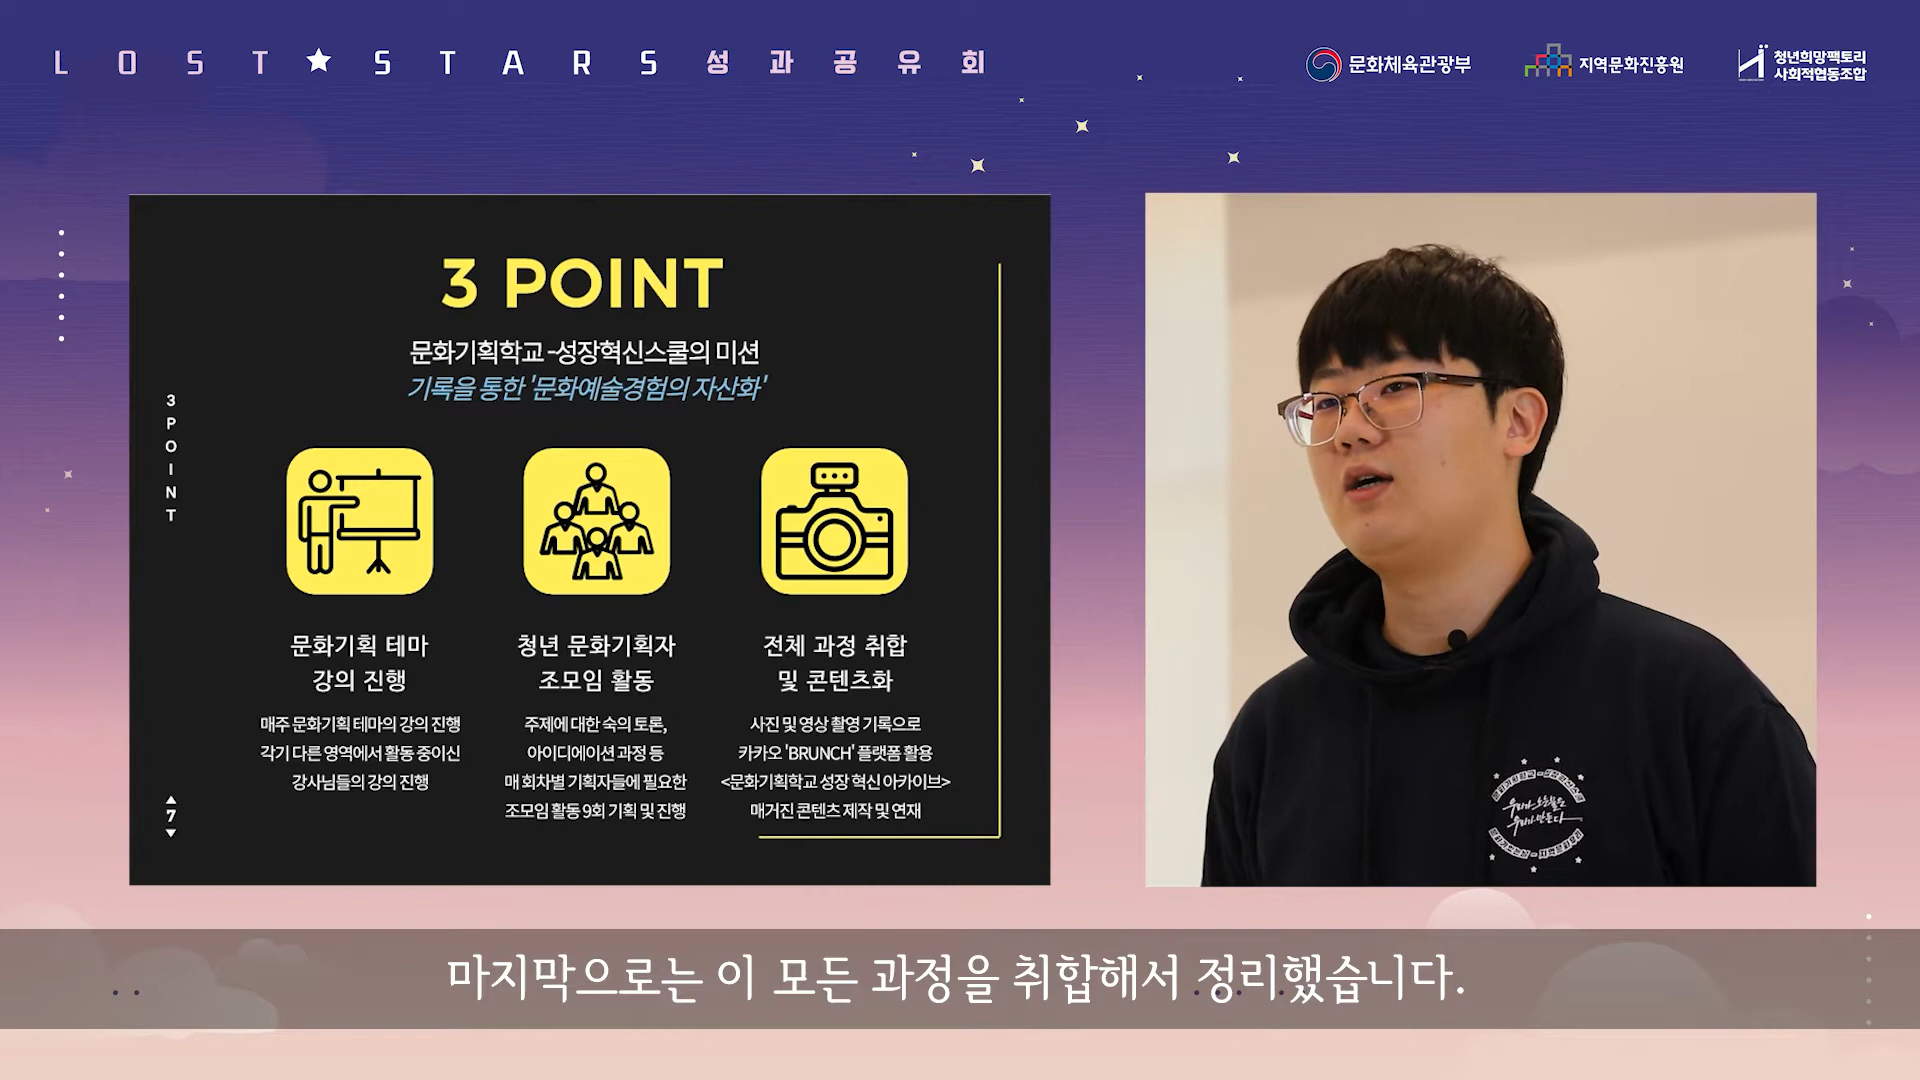 LOST★STARS 성과공유회
문화체육관광부
지역문화진흥원
청년희망팩토리
사회적협동조합
3 POINT
문화기획학교-성장혁신스쿨의 미션
기록을 통한 '문화예술경험의 자산화'
3POINT
문화기획 테마
강의 진행
매주 문화기획 테마의 강의 진행
각기 다른 영역에서 활동 중이신
강사님들의 강의 진행
청년 문화기획자
조모임 활동
주제에 대한 숙의 토론,
아이디에이션 과정 등
매 회차별 기획자들에 필요한
조모임 활동 9회 기획 및 진행
전체 과정 취합
및 콘텐츠화
사진 및 영상 촬영 기록으로
카카오 'BRUNCH' 플랫폼 활용
<문화기획학교 성장 혁신 아카이브>
매거진 콘텐츠 제작 및 연재
7
우리가 만든다
마지막으로는 이 모든 과정을 취합해서 정리했습니다.